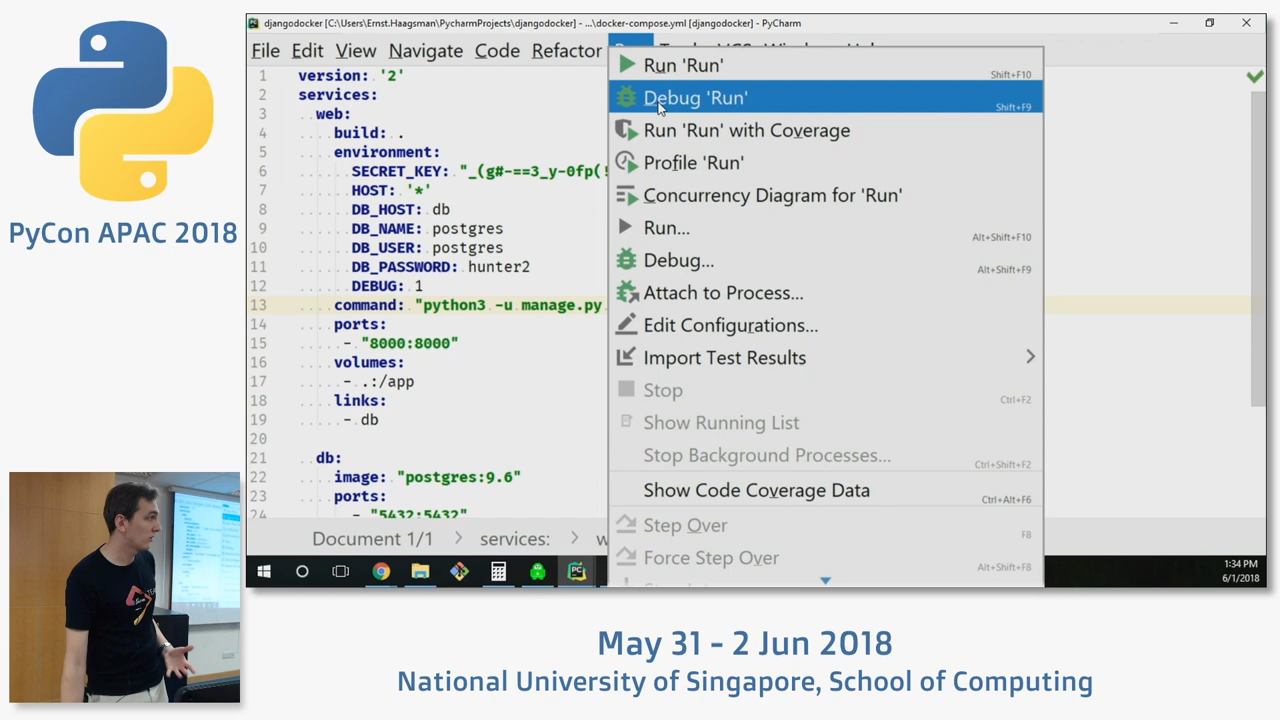 PyCon APAC 2018
djangodocker [C:\Users\Ernst.Haagsman\PycharmProjects\djangodocker] - ...\docker-compose.yml [djangodocker] - PyCharm
File Edit View Navigate Code Refactor
1 version: '2'
2 services:
3 web:
4 build: .
5 environment:
6 SECRET_KEY: "_(g#-==3_y-0fp(!
7 HOST: '*'
8 DB_HOST: db
9 DB_NAME: postgres
10 DB_USER: postgres
11 DB_PASSWORD: hunter2
12 DEBUG: 1
13 command: "python3 -u manage.py
14 ports:
15 - "8000:8000"
16 volumes:
17 - .:/app
18 links:
19 - db
20
21 db:
22 image: "postgres:9.6"
23 ports:
24 - "5432:5432"
Document 1/1 > services: > w
Run 'Run' Shift+F10
Debug 'Run' Shift+F9
Run 'Run' with Coverage
Profile 'Run'
Concurrency Diagram for 'Run'
Run... Alt+Shift+F10
Debug... Alt+Shift+F9
Attach to Process...
Edit Configurations...
Import Test Results
Stop Ctrl+F2
Show Running List
Stop Background Processes... Ctrl+Shift+F2
Show Code Coverage Data Ctrl+Alt+F6
Step Over F8
Force Step Over Alt+Shift+F8
1:34 PM
6/1/2018
May 31 - 2 Jun 2018
National University of Singapore, School of Computing